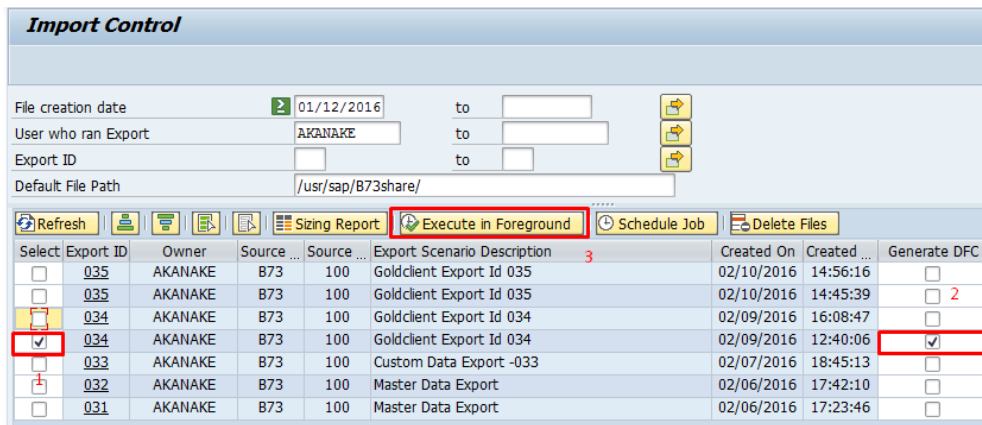 Import Control
File creation date ≥ 01/12/2016 to
User who ran Export AKANAKE to
Export ID to
Default File Path /usr/sap/B73share/
Refresh Sizing Report Execute in Foreground Schedule Job Delete Files
Select Export ID Owner Source ... Source ... Export Scenario Description 3 Created On Created ... Generate DFC
035 AKANAKE B73 100 Goldclient Export Id 035 02/10/2016 14:56:16
035 AKANAKE B73 100 Goldclient Export Id 035 02/10/2016 14:45:39 2
034 AKANAKE B73 100 Goldclient Export Id 034 02/09/2016 16:08:47
034 AKANAKE B73 100 Goldclient Export Id 034 02/09/2016 12:40:06
033 AKANAKE B73 100 Custom Data Export -033 02/07/2016 18:45:13
1 032 AKANAKE B73 100 Master Data Export 02/06/2016 17:42:10
031 AKANAKE B73 100 Master Data Export 02/06/2016 17:23:46